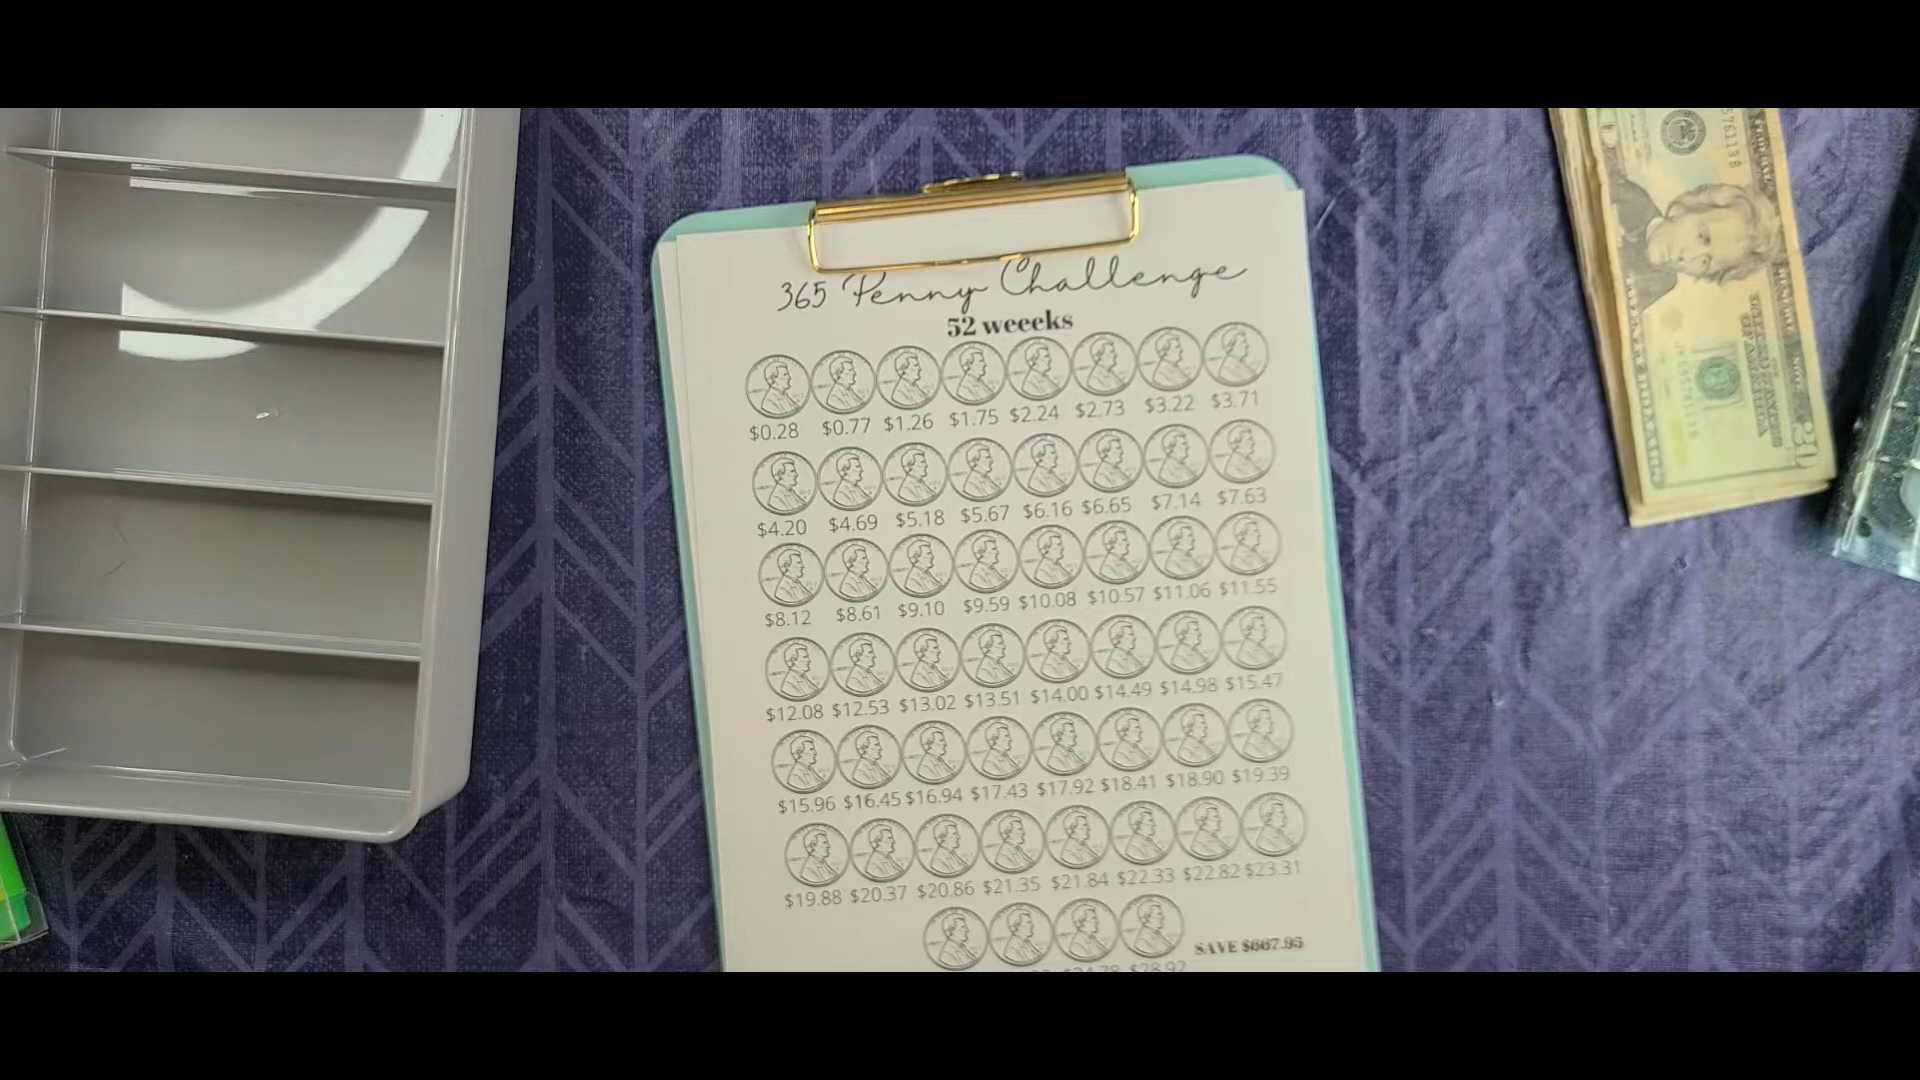 365 Penny Challenge
52 weeeks
$0.28 $0.77 $1.26 $1.75 $2.24 $2.73 $3.22 $3.71
$4.20 $4.69 $5.18 $5.67 $6.16 $6.65 $7.14 $7.63
$8.12 $8.61 $9.10 $9.59 $10.08 $10.57 $11.06 $11.55
$12.08 $12.53 $13.02 $13.51 $14.00 $14.49 $14.98 $15.47
$15.96 $16.45 $16.94 $17.43 $17.92 $18.41 $18.90 $19.39
$19.88 $20.37 $20.86 $21.35 $21.84 $22.33 $22.82 $23.31
SAVE $667.95
$28.92
20